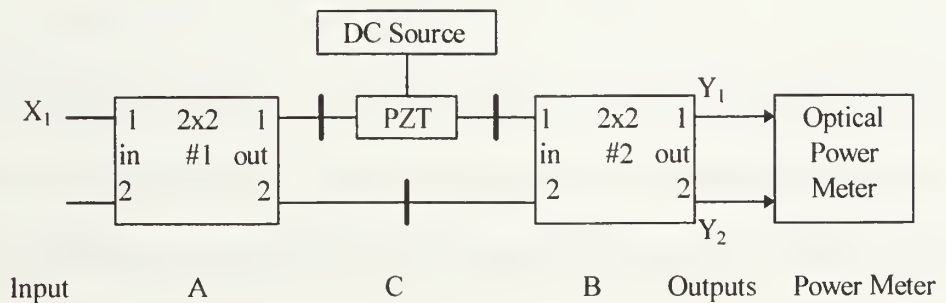 DC Source
X1 1 2x2 1 PZT 1 2x2 1 Y1 Optical
in #1 out in #2 out Power
2 2 2 2 Meter
Y2
Input A C B Outputs Power Meter